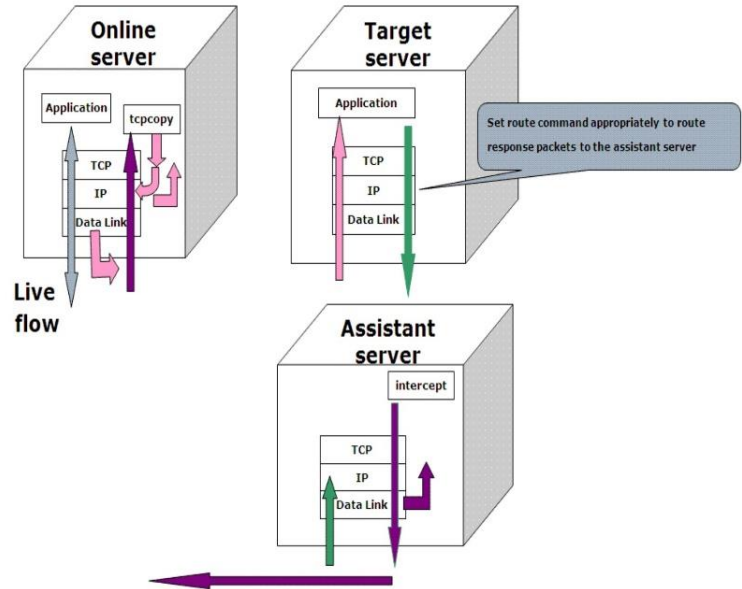 Online
server
Application
tcpcopy
TCP
IP
Data Link
Live
flow
Target
server
Application
TCP
IP
Data Link
Set route command appropriately to route
response packets to the assistant server
Assistant
server
intercept
TCP
IP
Data Link